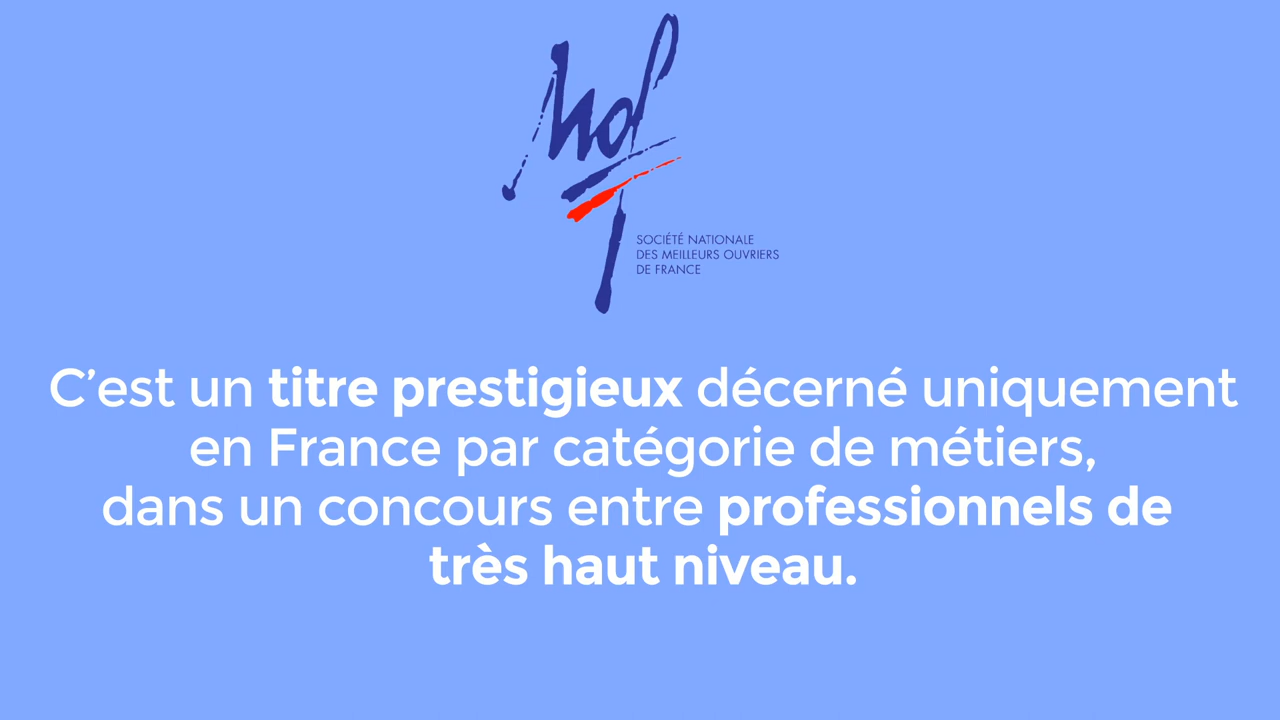 Mof
SOCIÉTÉ NATIONALE
DES MEILLEURS OUVRIERS
DE FRANCE
C’est un titre prestigieux décerné uniquement
en France par catégorie de métiers,
dans un concours entre professionnels de
très haut niveau.